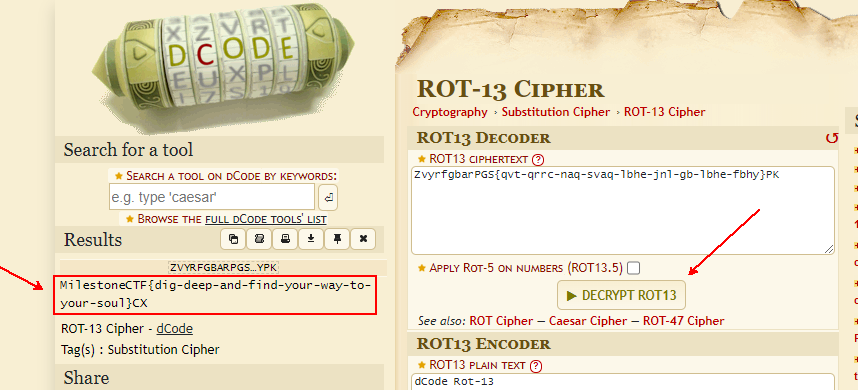 X Z V R T
D C O D E
E U X P L
Search for a tool
★ SEARCH A TOOL ON DCODE BY KEYWORDS:
e.g. type 'caesar'
★ BROWSE THE FULL DCODE TOOLS' LIST
Results
ZVYRFGBARPGS…YPK
MilestoneCTF{dig-deep-and-find-your-way-to-
your-soul}CX
ROT-13 Cipher - dCode
Tag(s) : Substitution Cipher
Share
ROT-13 CIPHER
Cryptography › Substitution Cipher › ROT-13 Cipher
ROT13 DECODER
★ ROT13 CIPHERTEXT ?
ZvyrfgbarPGS{qvt-qrrc-naq-svaq-lbhe-jnl-gb-lbhe-fbhy}PK
★ APPLY ROT-5 ON NUMBERS (ROT13.5)
▶ DECRYPT ROT13
See also: ROT Cipher — Caesar Cipher — ROT-47 Cipher
ROT13 ENCODER
★ ROT13 PLAIN TEXT ?
dCode Rot-13
S